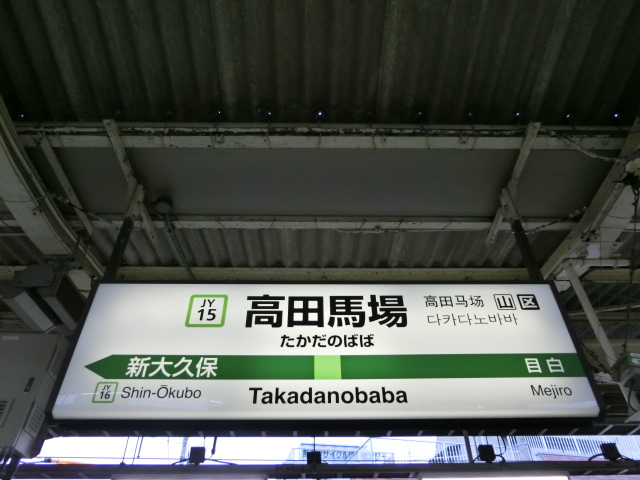 JY
15
高田馬場
高田马场
山 区
다카다노바바
たかだのばば
新大久保
目白
JY
16
Shin-Ōkubo
Takadanobaba
Mejiro